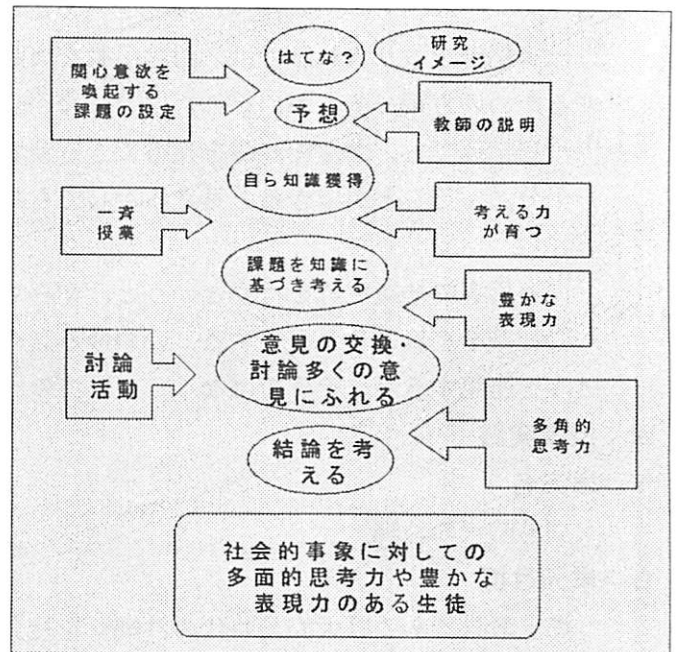 はてな?
研究
イメージ
関心意欲を
喚起する
課題の設定
予想
教師の説明
自ら知識獲得
一斉
授業
考える力
が育つ
課題を知識に
基づき考える
豊かな
表現力
意見の交換・
討論多くの意
見にふれる
討論
活動
多角的
思考力
結論を考
える
社会的事象に対しての
多面的思考力や豊かな
表現力のある生徒